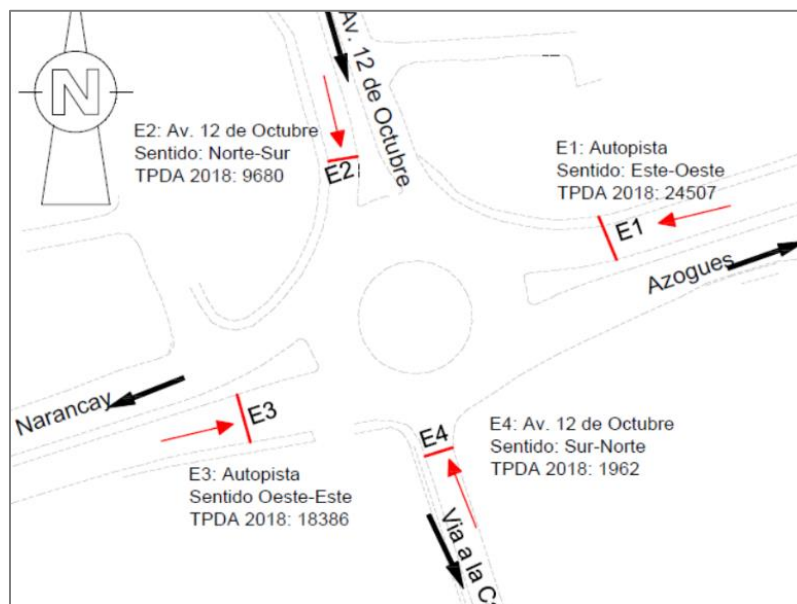 N
Av. 12 de Octubre
E2: Av. 12 de Octubre
Sentido: Norte-Sur
TPDA 2018: 9680
E2
E1: Autopista
Sentido: Este-Oeste
TPDA 2018: 24507
E1
Azogues
Narancay
E3
E3: Autopista
Sentido Oeste-Este
TPDA 2018: 18386
E4
E4: Av. 12 de Octubre
Sentido: Sur-Norte
TPDA 2018: 1962
Via a la